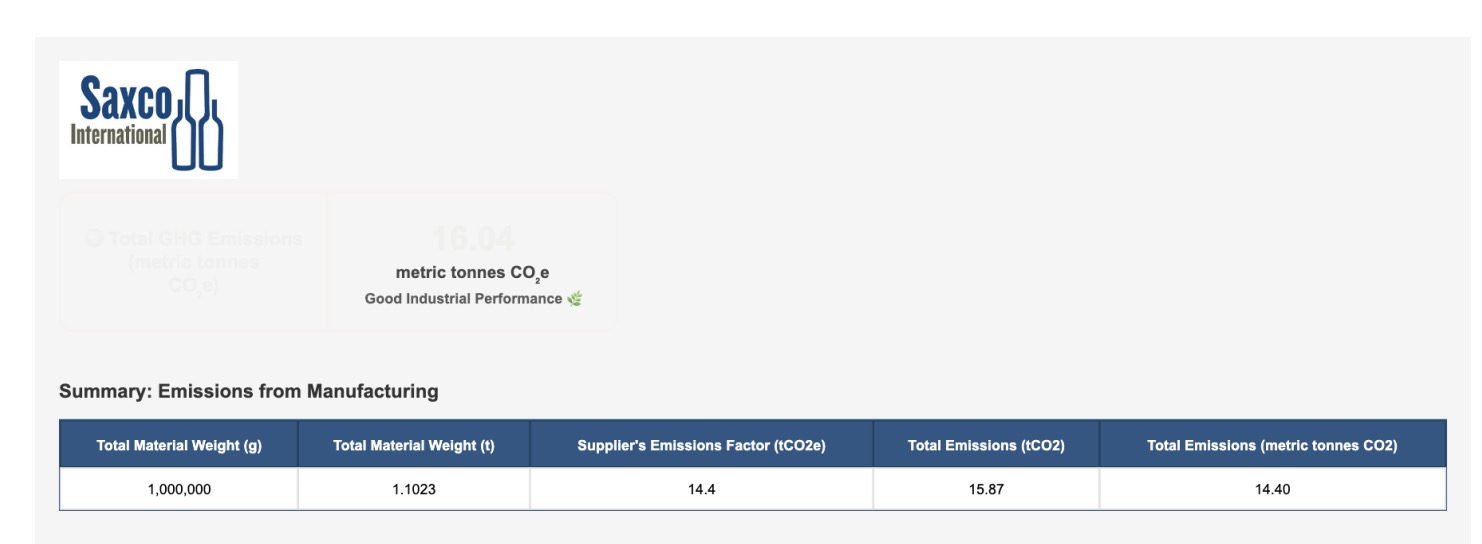 Saxco
International
Total GHG Emissions
(metric tonnes
CO₂e)
16.04
metric tonnes CO₂e
Good Industrial Performance
Summary: Emissions from Manufacturing
Total Material Weight (g) Total Material Weight (t) Supplier's Emissions Factor (tCO2e) Total Emissions (tCO2) Total Emissions (metric tonnes CO2)
1,000,000 1.1023 14.4 15.87 14.40